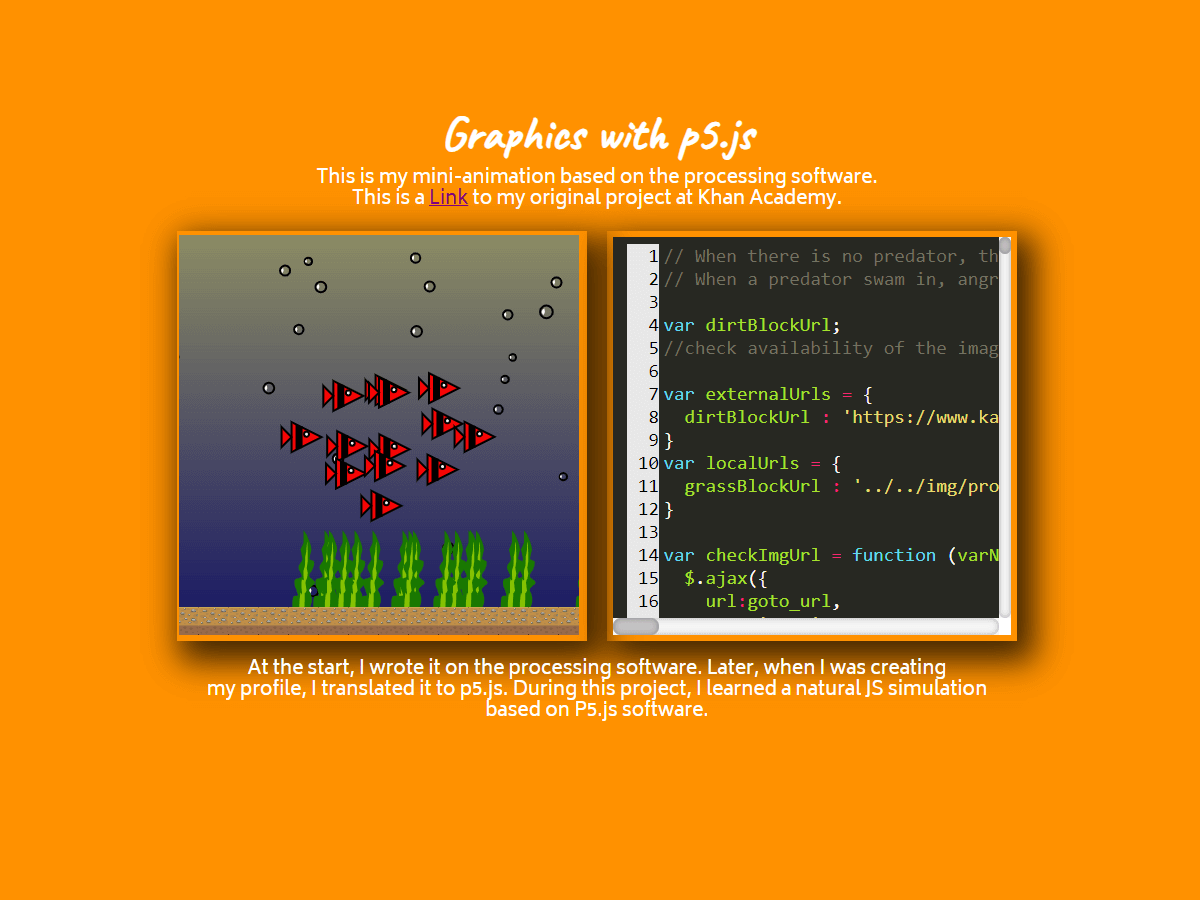 Graphics with p5.js
This is my mini-animation based on the processing software.
This is a Link to my original project at Khan Academy.
1 // When there is no predator, th
2 // When a predator swam in, angr
3
4 var dirtBlockUrl;
5 //check availability of the imag
6
7 var externalUrls = {
8 dirtBlockUrl : 'https://www.ka
9 }
10 var localUrls = {
11 grassBlockUrl : '../../img/pro
12 }
13
14 var checkImgUrl = function (varN
15 $.ajax({
16 url:goto_url,
At the start, I wrote it on the processing software. Later, when I was creating
my profile, I translated it to p5.js. During this project, I learned a natural JS simulation
based on P5.js software.